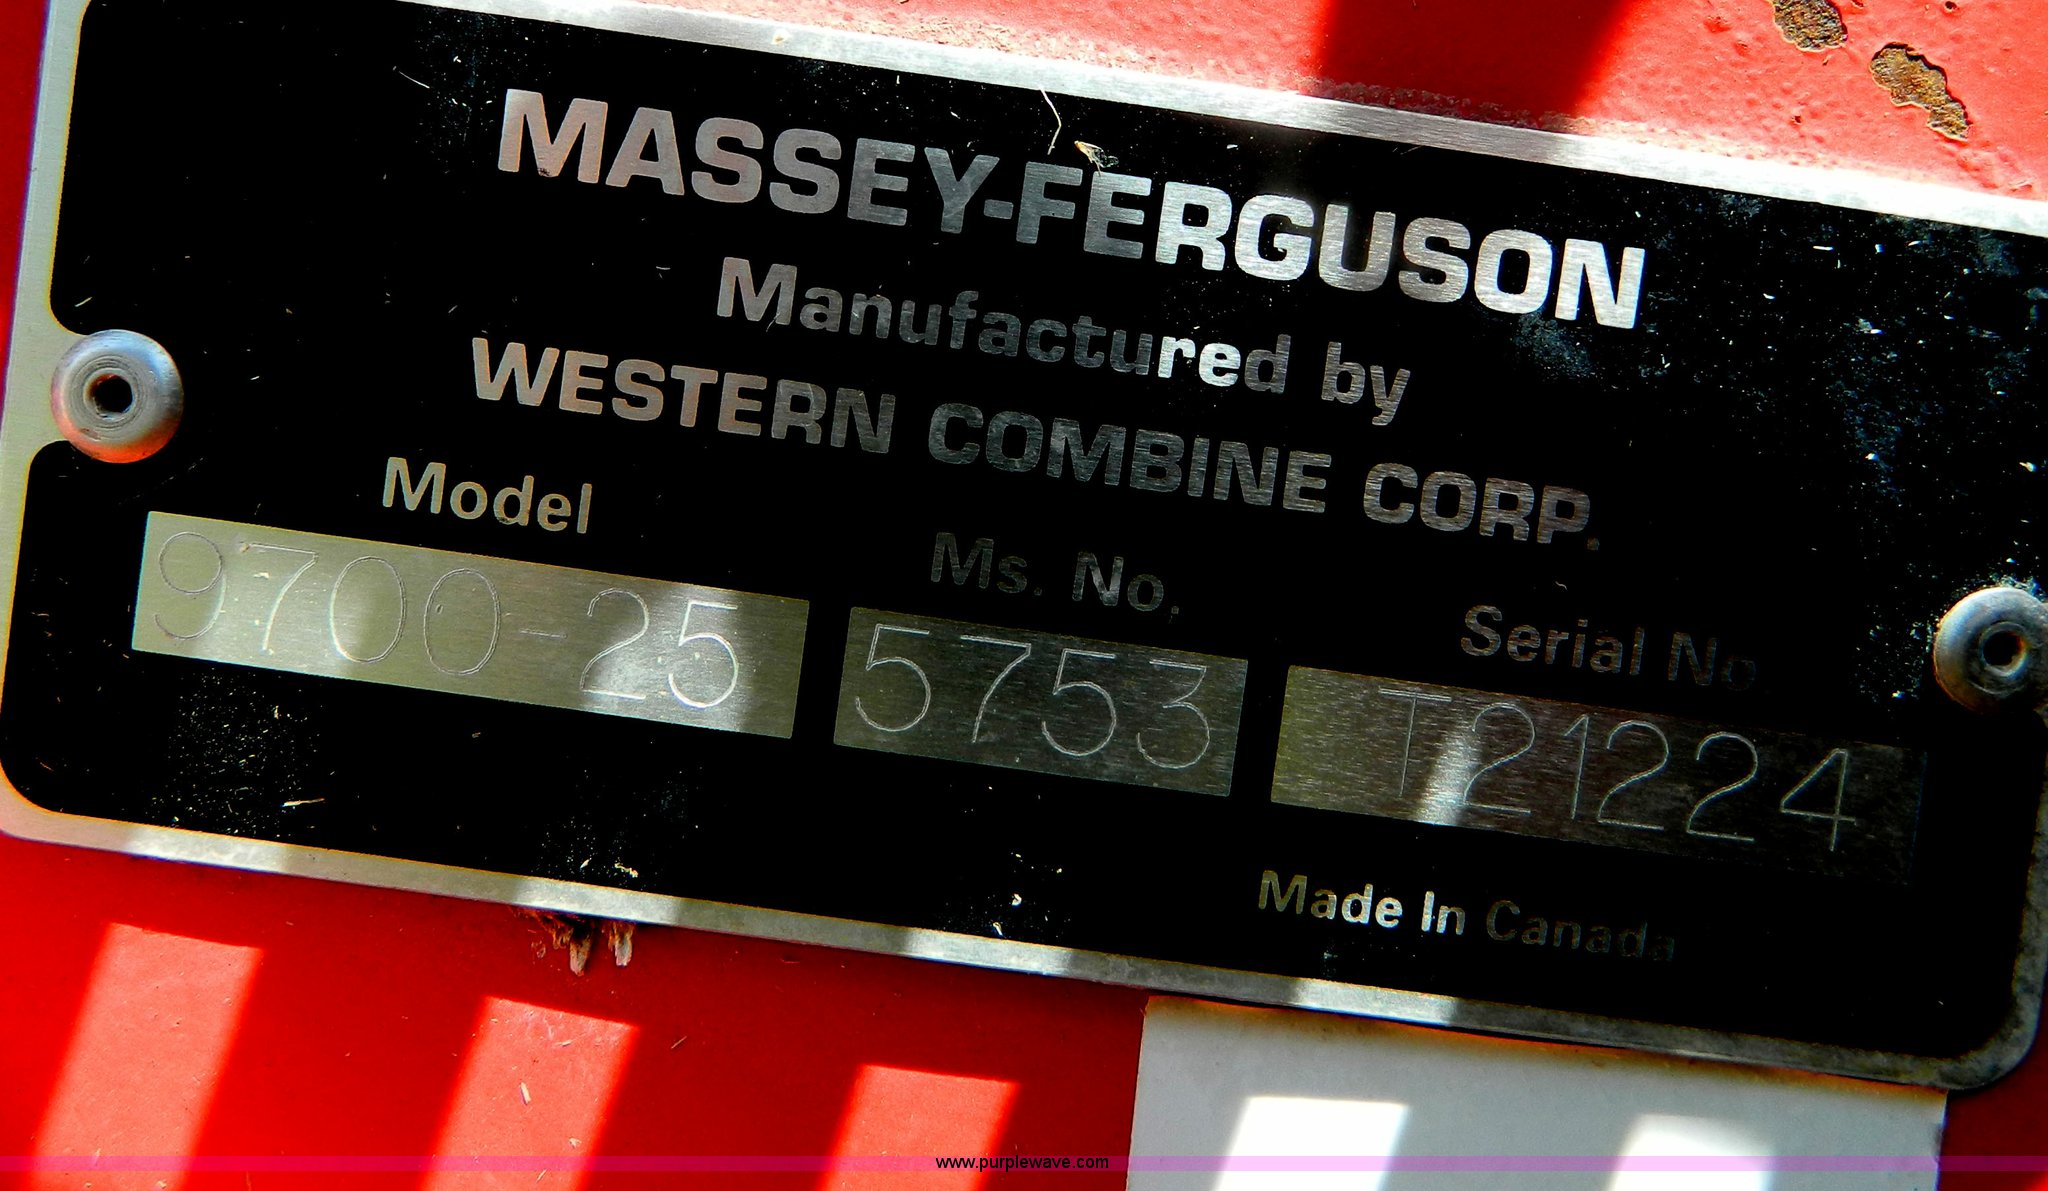 MASSEY-FERGUSON
Manufactured by
WESTERN COMBINE CORP.
Model Ms. No. Serial No.
9700-25 5753 T21224
Made In Canada
www.purplewave.com